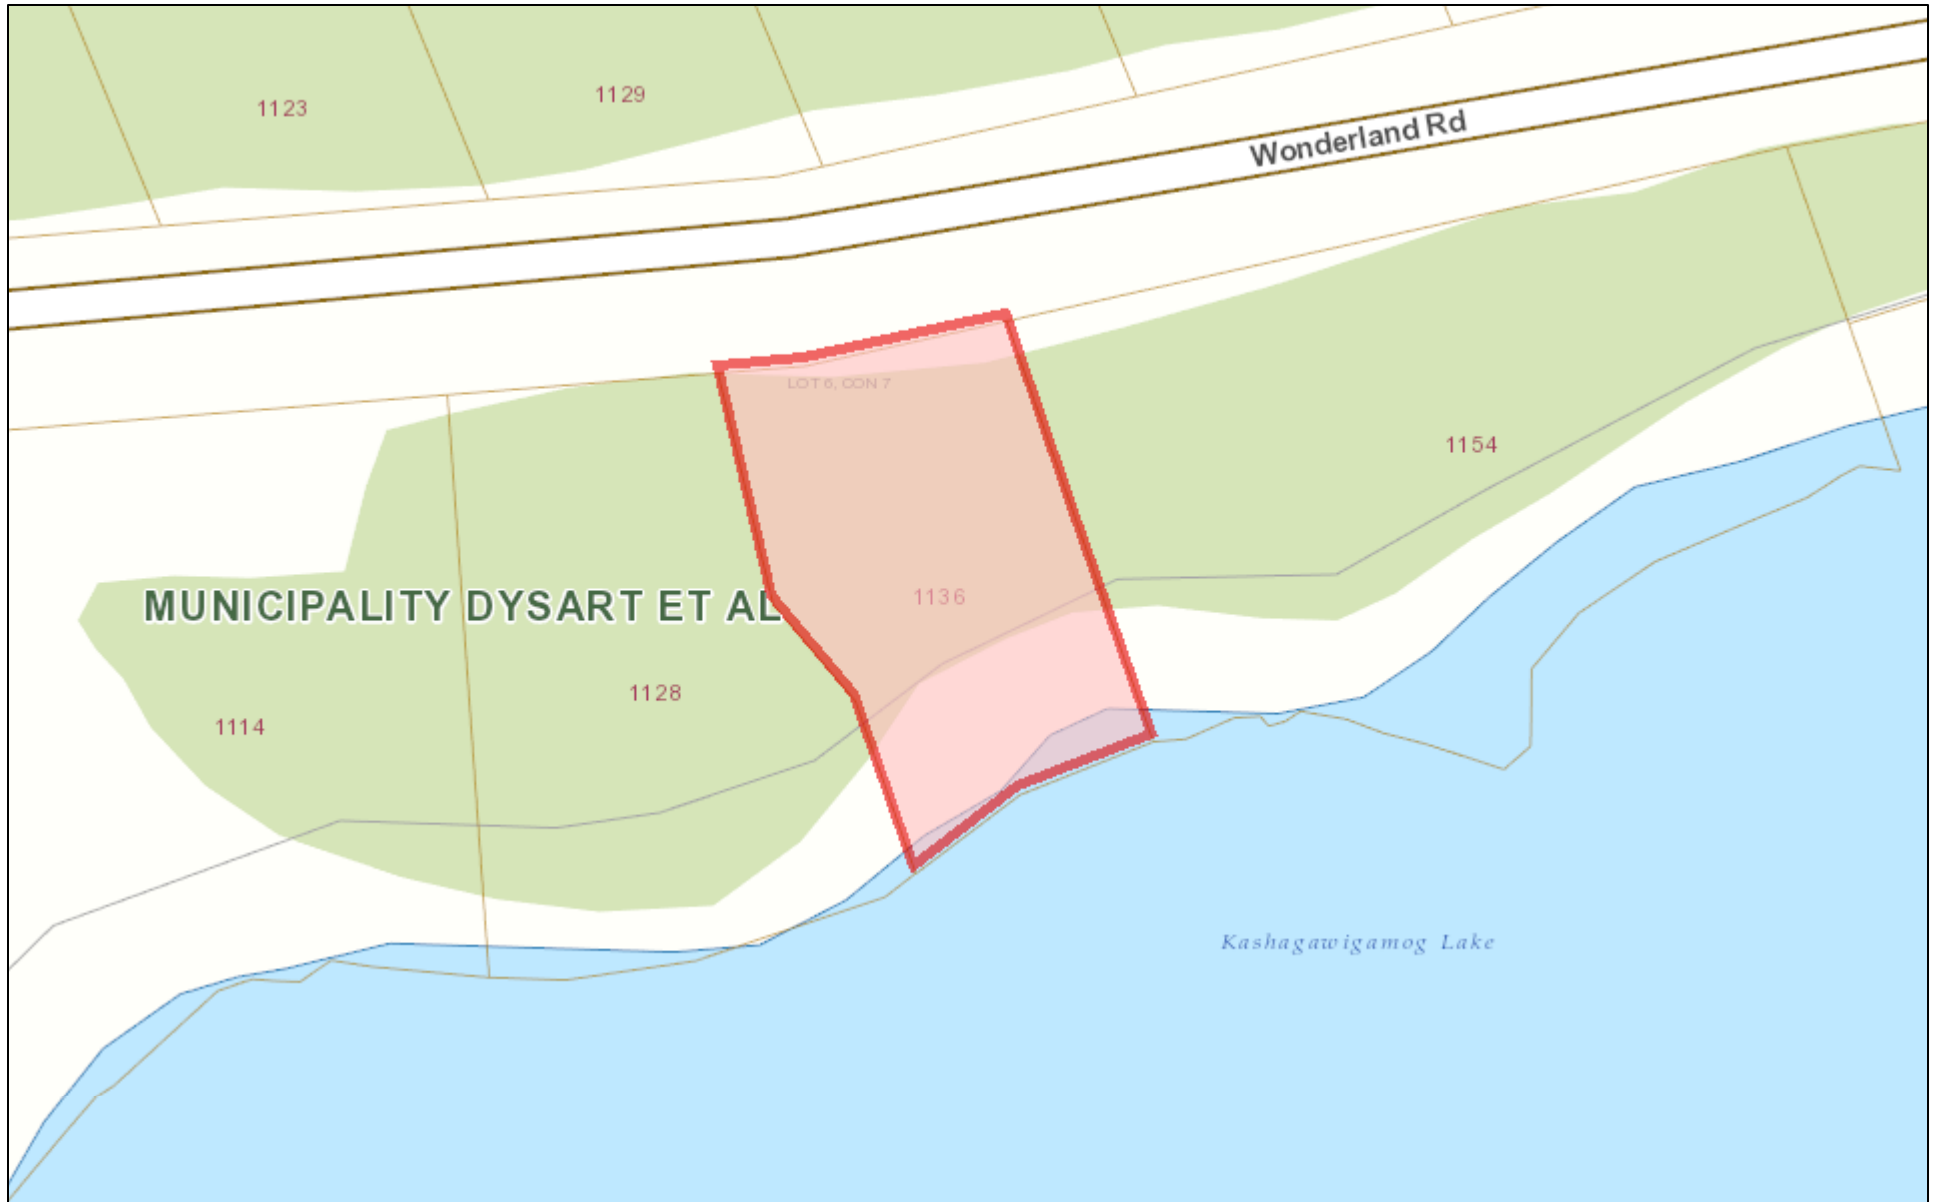 1123
1129
Wonderland Rd
LOT 6, CON 7
1154
1136
MUNICIPALITY DYSART ET AL
1128
1114
Kashagawigamog Lake